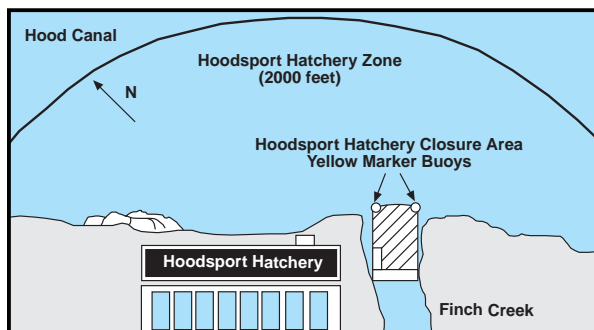 Hood Canal
Hoodsport Hatchery Zone
(2000 feet)
N
Hoodsport Hatchery Closure Area
Yellow Marker Buoys
Hoodsport Hatchery
Finch Creek